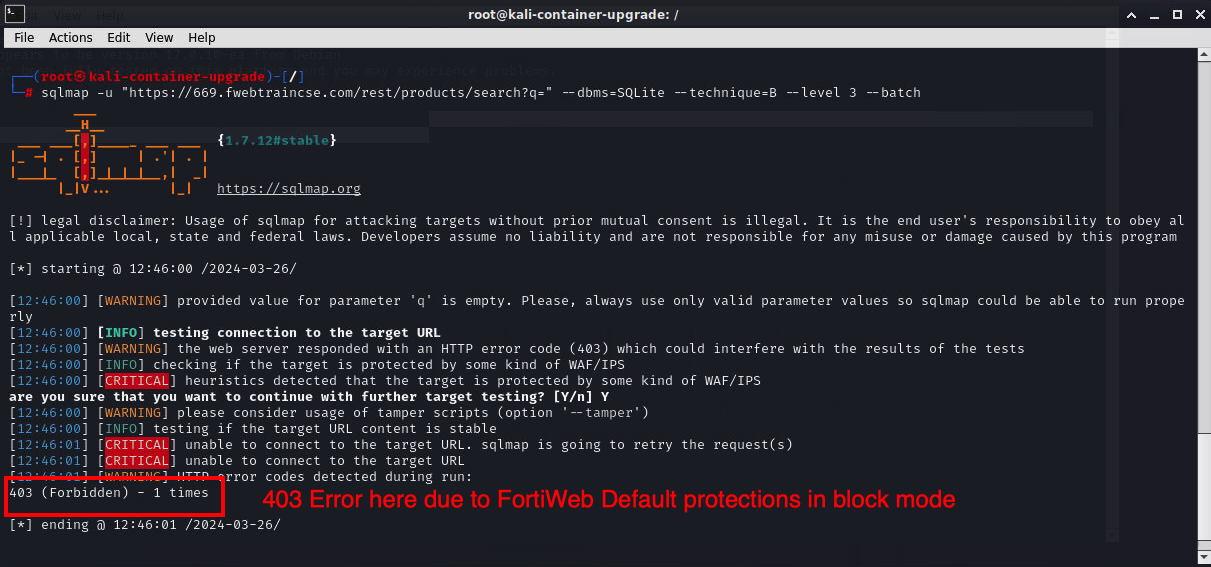 root@kali-container-upgrade: /
File Actions Edit View Help
┌──(root㉿kali-container-upgrade)-[/]
└─# sqlmap -u "https://669.fwebtraincse.com/rest/products/search?q=" --dbms=SQLite --technique=B --level 3 --batch
        ___
       __H__
 ___ ___[,]_____ ___ ___  {1.7.12#stable}
|_ -| . [,]     | .'| . |
|___|_  [,]_|_|_|__,|  _|
      |_|V...       |_|   https://sqlmap.org
[!] legal disclaimer: Usage of sqlmap for attacking targets without prior mutual consent is illegal. It is the end user's responsibility to obey al
l applicable local, state and federal laws. Developers assume no liability and are not responsible for any misuse or damage caused by this program
[*] starting @ 12:46:00 /2024-03-26/
[12:46:00] [WARNING] provided value for parameter 'q' is empty. Please, always use only valid parameter values so sqlmap could be able to run prope
rly
[12:46:00] [INFO] testing connection to the target URL
[12:46:00] [WARNING] the web server responded with an HTTP error code (403) which could interfere with the results of the tests
[12:46:00] [INFO] checking if the target is protected by some kind of WAF/IPS
[12:46:00] [CRITICAL] heuristics detected that the target is protected by some kind of WAF/IPS
are you sure that you want to continue with further target testing? [Y/n] Y
[12:46:00] [WARNING] please consider usage of tamper scripts (option '--tamper')
[12:46:00] [INFO] testing if the target URL content is stable
[12:46:01] [CRITICAL] unable to connect to the target URL. sqlmap is going to retry the request(s)
[12:46:01] [CRITICAL] unable to connect to the target URL
[12:46:01] [WARNING] HTTP error codes detected during run:
403 (Forbidden) - 1 times
403 Error here due to FortiWeb Default protections in block mode
[*] ending @ 12:46:01 /2024-03-26/